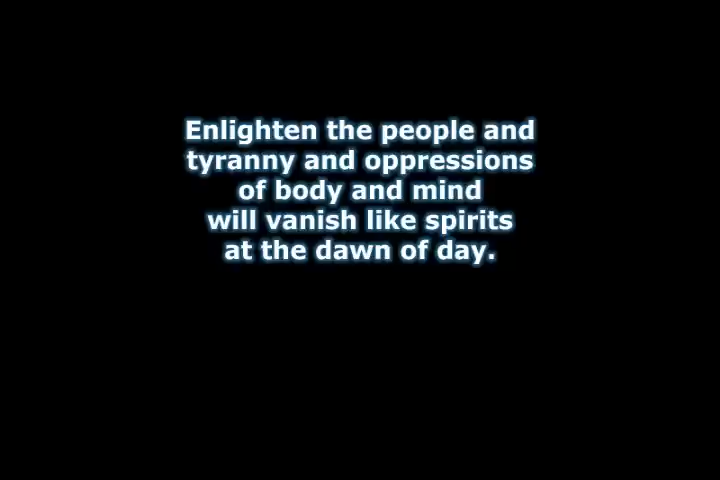 Enlighten the people and
tyranny and oppressions
of body and mind
will vanish like spirits
at the dawn of day.